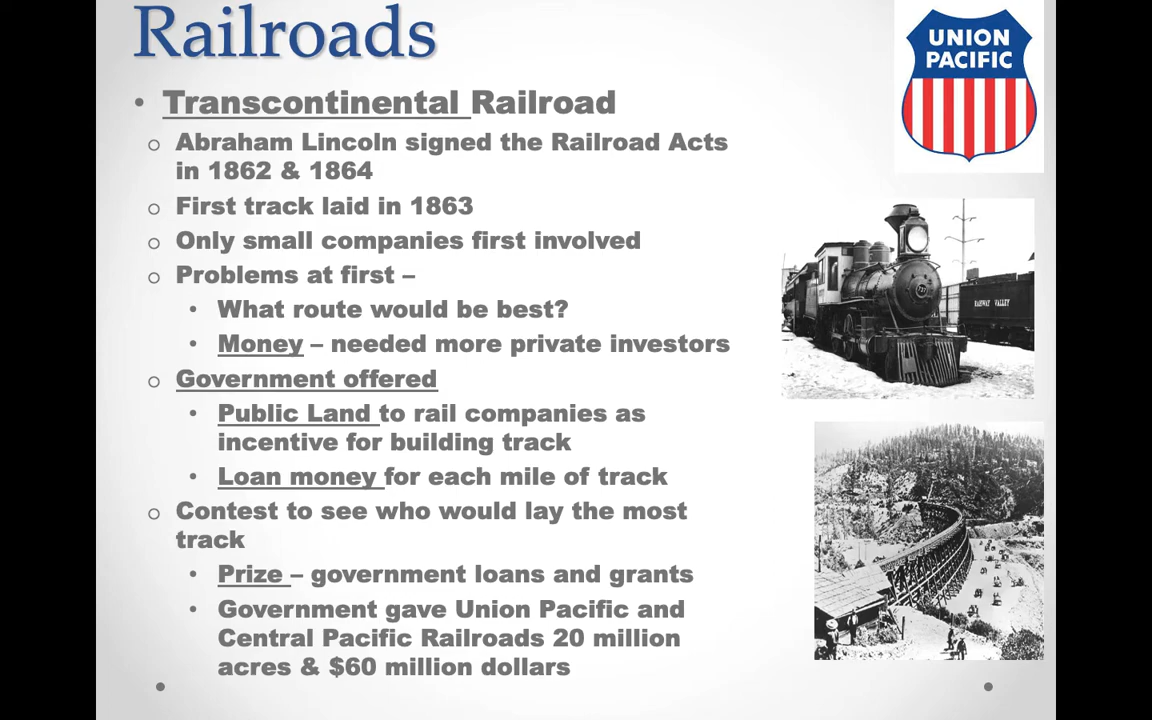 Railroads
UNION
PACIFIC
• Transcontinental Railroad
o Abraham Lincoln signed the Railroad Acts
in 1862 & 1864
o First track laid in 1863
o Only small companies first involved
o Problems at first –
• What route would be best?
• Money – needed more private investors
o Government offered
• Public Land to rail companies as
incentive for building track
• Loan money for each mile of track
o Contest to see who would lay the most
track
• Prize – government loans and grants
• Government gave Union Pacific and
Central Pacific Railroads 20 million
acres & $60 million dollars
VALLEY